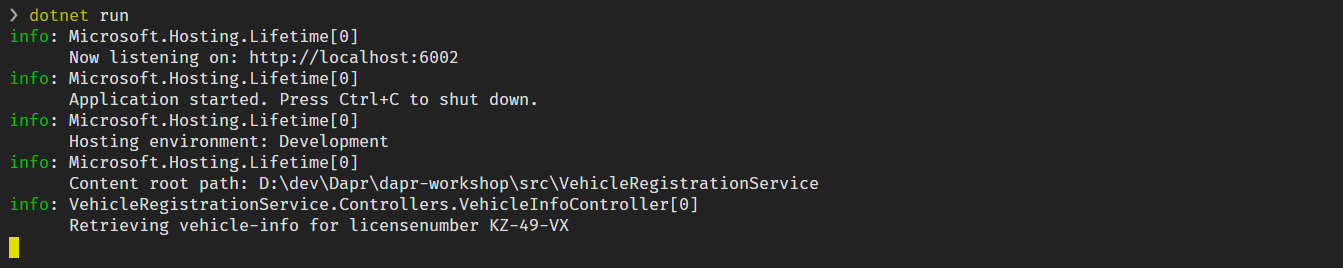 ❯ dotnet run
info: Microsoft.Hosting.Lifetime[0]
      Now listening on: http://localhost:6002
info: Microsoft.Hosting.Lifetime[0]
      Application started. Press Ctrl+C to shut down.
info: Microsoft.Hosting.Lifetime[0]
      Hosting environment: Development
info: Microsoft.Hosting.Lifetime[0]
      Content root path: D:\dev\Dapr\dapr-workshop\src\VehicleRegistrationService
info: VehicleRegistrationService.Controllers.VehicleInfoController[0]
      Retrieving vehicle-info for licensenumber KZ-49-VX